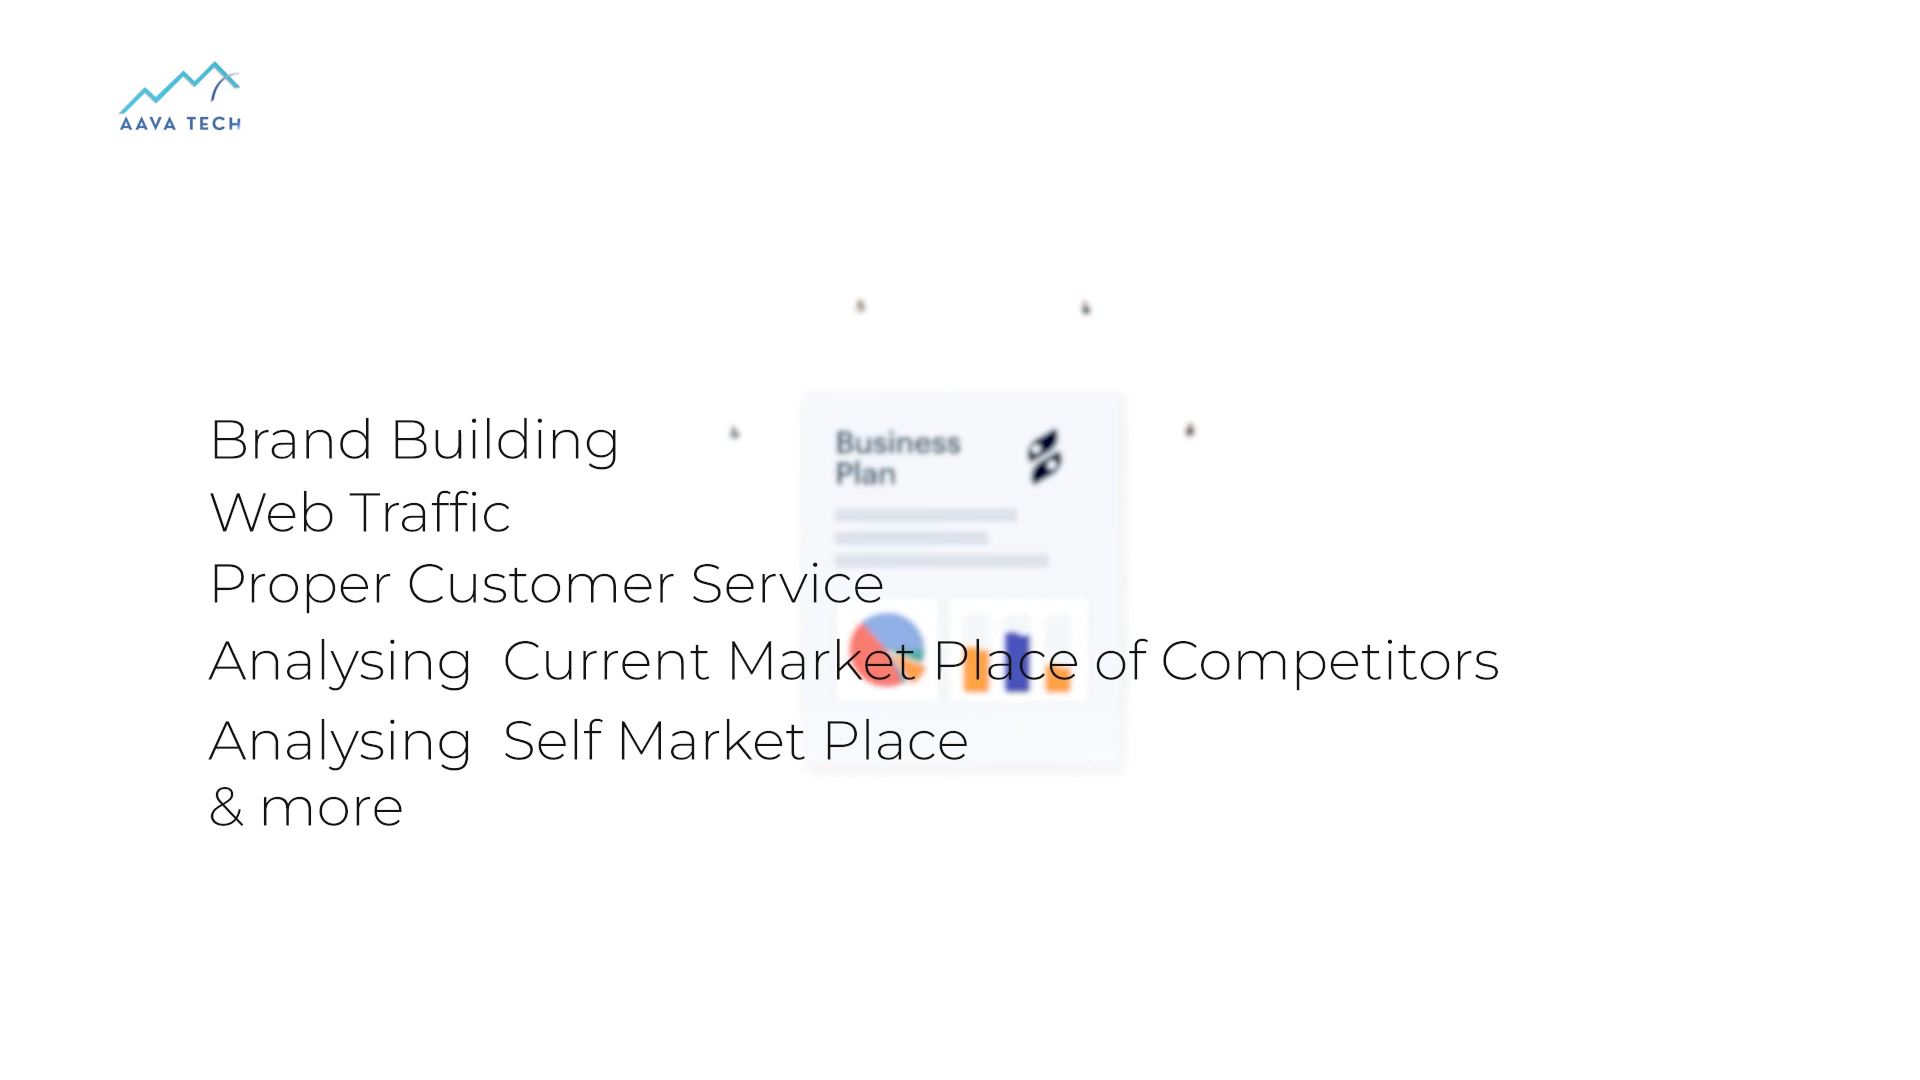 AAVA TECH
Business
Plan
Brand Building
Web Traffic
Proper Customer Service
Analysing  Current Market Place of Competitors
Analysing  Self Market Place
& more